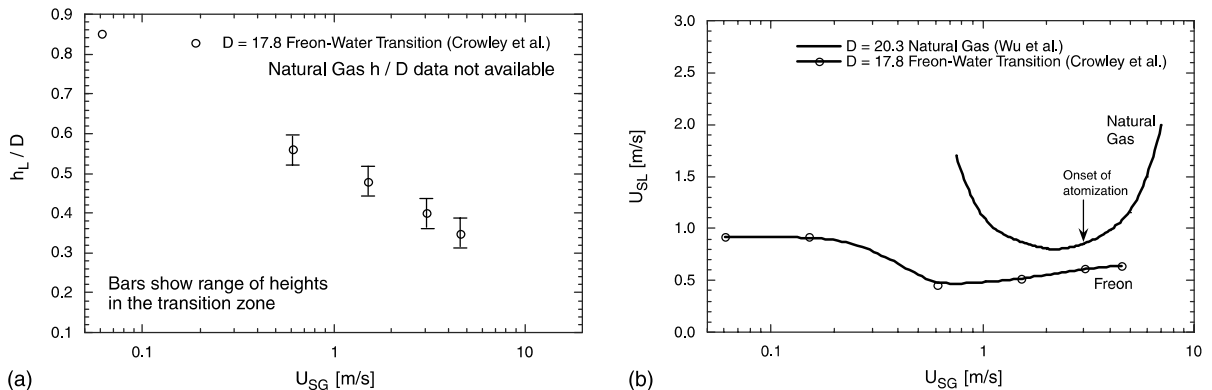 0.9
0.8
0.7
0.6
0.5
0.4
0.3
0.2
0.1
h_L / D
D = 17.8 Freon-Water Transition (Crowley et al.)
Natural Gas h / D data not available
Bars show range of heights
in the transition zone
0.1
1
10
U_SG [m/s]
(a)
3.0
2.5
2.0
1.5
1.0
0.5
0.0
U_SL [m/s]
D = 20.3 Natural Gas (Wu et al.)
D = 17.8 Freon-Water Transition (Crowley et al.)
Natural
Gas
Onset of
atomization
Freon
0.1
1
10
U_SG [m/s]
(b)